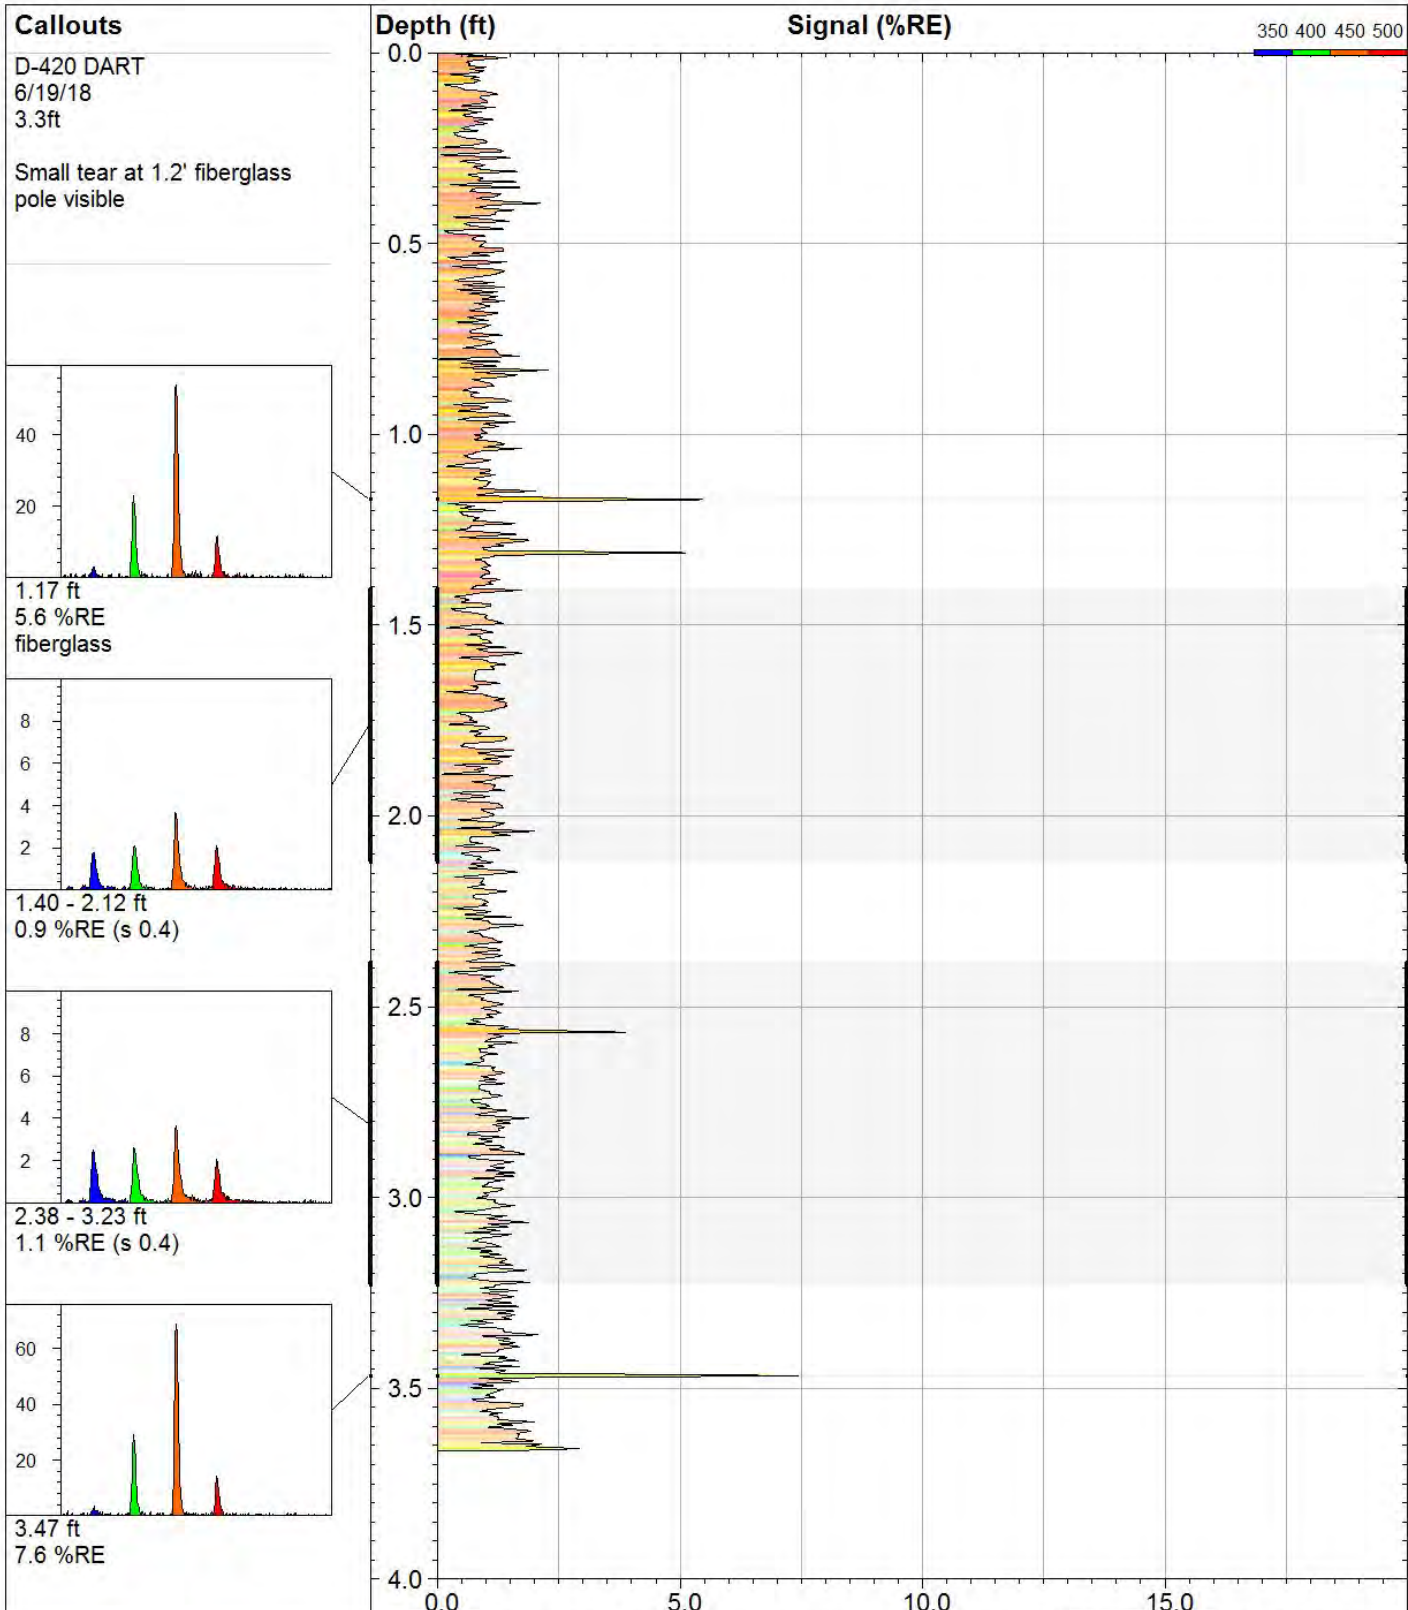 Callouts
Depth (ft)
Signal (%RE)
350 400 450 500
D-420 DART
6/19/18
3.3ft
Small tear at 1.2' fiberglass
pole visible
40
20
1.17 ft
5.6 %RE
fiberglass
8
6
4
2
1.40 - 2.12 ft
0.9 %RE (s 0.4)
8
6
4
2
2.38 - 3.23 ft
1.1 %RE (s 0.4)
60
40
20
3.47 ft
7.6 %RE
0.0
0.5
1.0
1.5
2.0
2.5
3.0
3.5
4.0
0.0 5.0 10.0 15.0